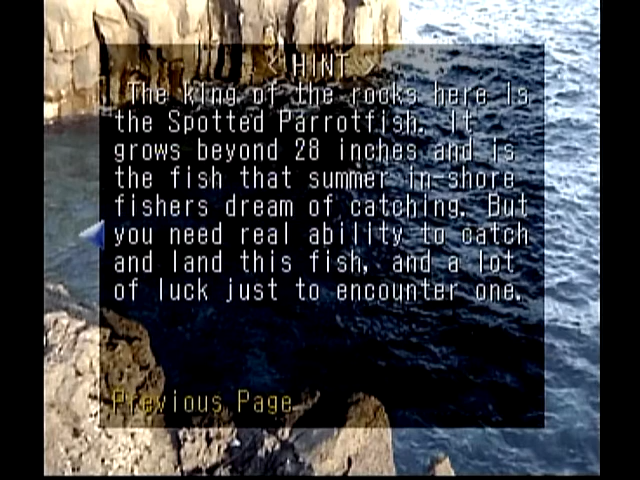 < HINT >
The king of the rocks here is
the Spotted Parrotfish. It
grows beyond 28 inches and is
the fish that summer in-shore
fishers dream of catching. But
you need real ability to catch
and land this fish, and a lot
of luck just to encounter one.
Previous Page